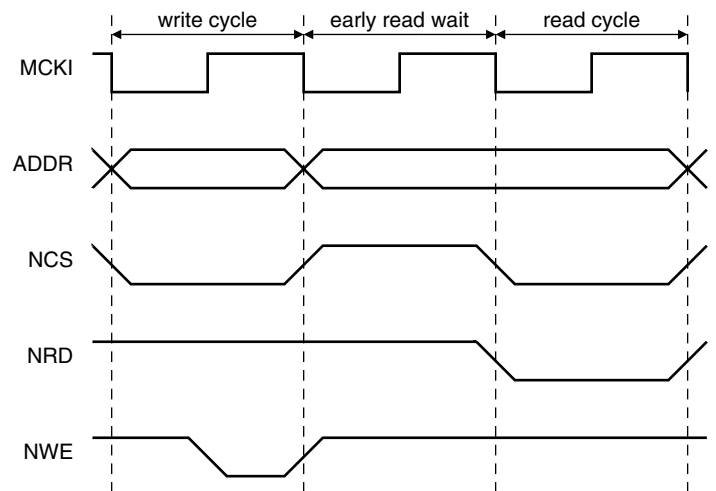 write cycle early read wait read cycle
MCKI
ADDR
NCS
NRD
NWE